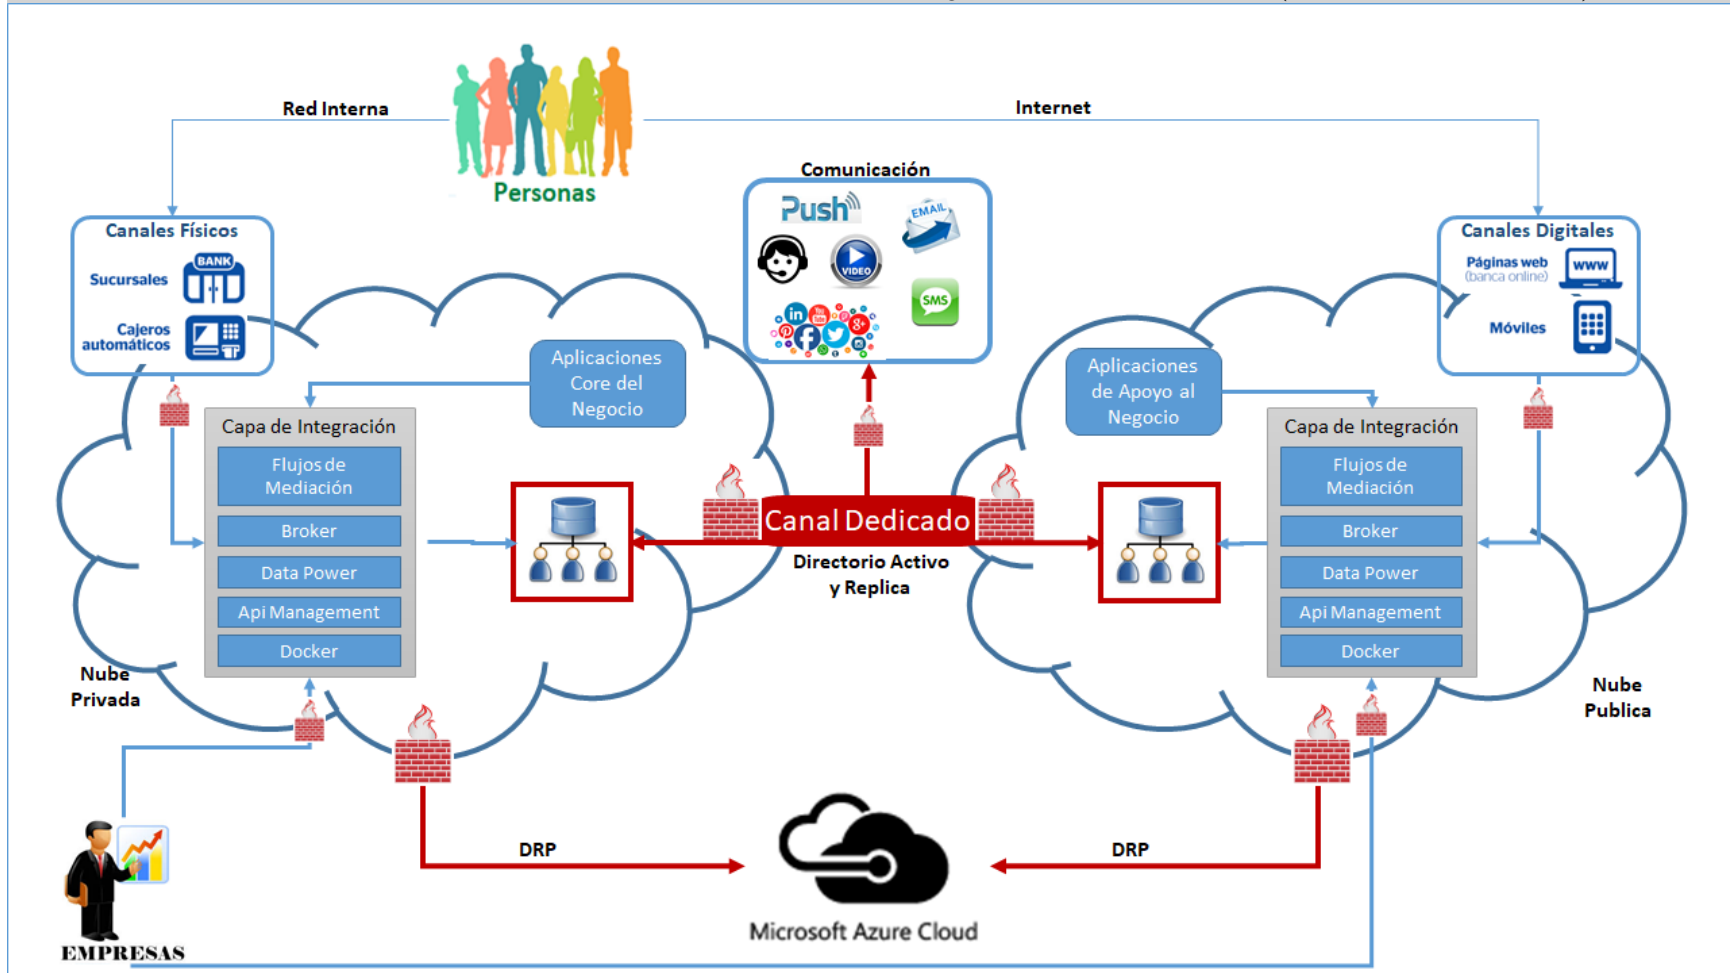 Red Interna
Internet
Personas
Comunicación
Push
EMAIL
VIDEO
SMS
in
You
Tube
g+
Canales Físicos
Sucursales
BANK
Cajeros
automáticos
Canales Digitales
Páginas web
(banca online)
www
Móviles
Aplicaciones
Core del
Negocio
Aplicaciones
de Apoyo al
Negocio
Capa de Integración
Flujos de
Mediación
Broker
Data Power
Api Management
Docker
Canal Dedicado
Directorio Activo
y Replica
Capa de Integración
Flujos de
Mediación
Broker
Data Power
Api Management
Docker
Nube
Privada
Nube
Publica
DRP
DRP
Microsoft Azure Cloud
EMPRESAS